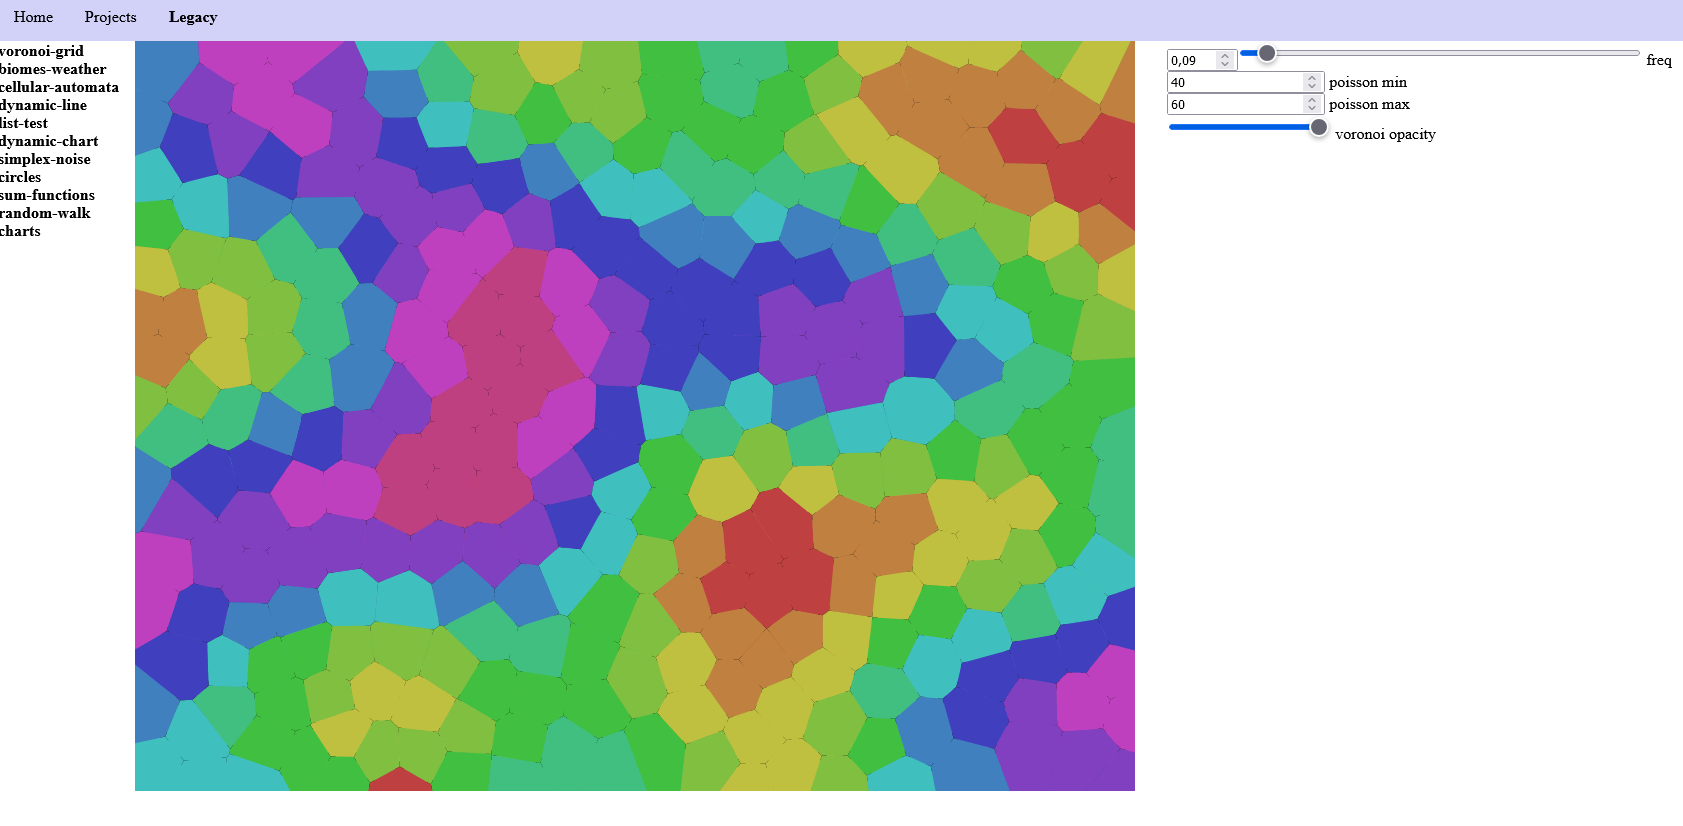 Home Projects Legacy
voronoi-grid
biomes-weather
cellular-automata
dynamic-line
list-test
dynamic-chart
simplex-noise
circles
sum-functions
random-walk
charts
0,09 freq
40 poisson min
60 poisson max
voronoi opacity